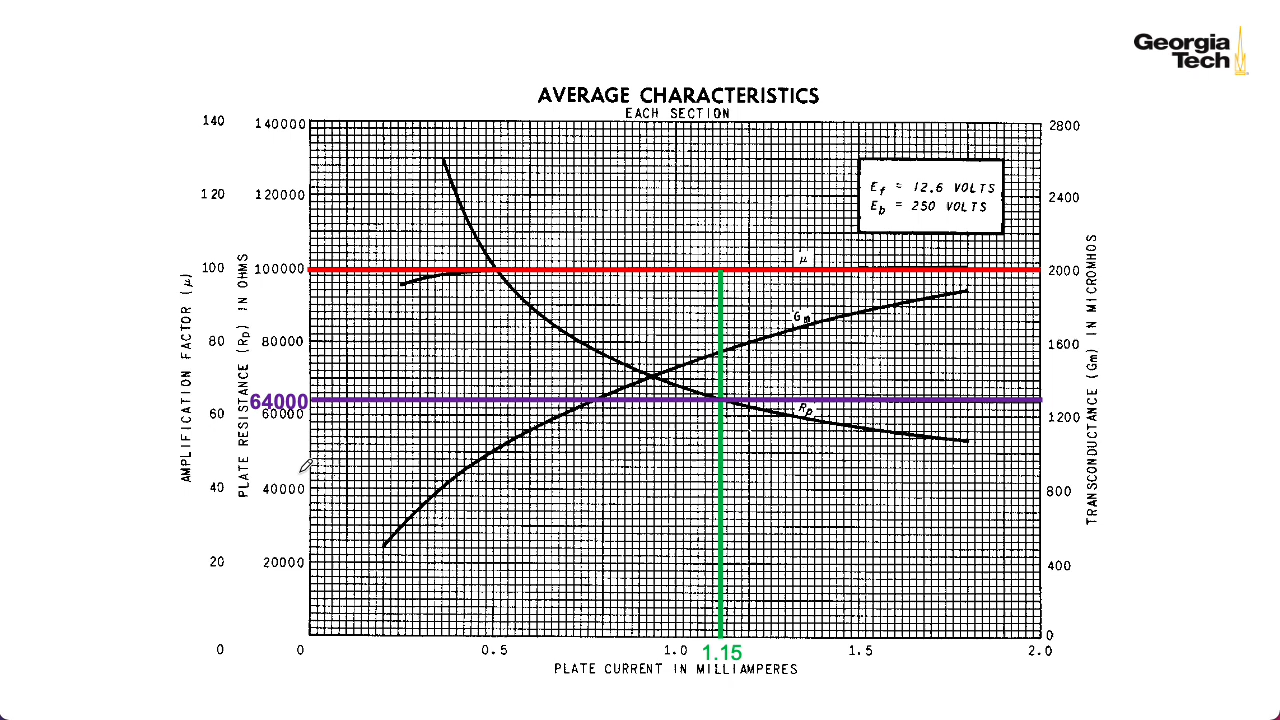 Georgia
Tech
AVERAGE CHARACTERISTICS
EACH SECTION
140
120
100
80
60
40
20
0
AMPLIFICATION FACTOR (μ)
140000
120000
100000
80000
64000
60000
40000
20000
0
PLATE RESISTANCE (Rp) IN OHMS
Ef = 12.6 VOLTS
Eb = 250 VOLTS
μ
Gm
Rp
2800
2400
2000
1600
1200
800
400
0
TRANSCONDUCTANCE (Gm) IN MICROMHOS
0.5
1.0
1.15
1.5
2.0
PLATE CURRENT IN MILLIAMPERES